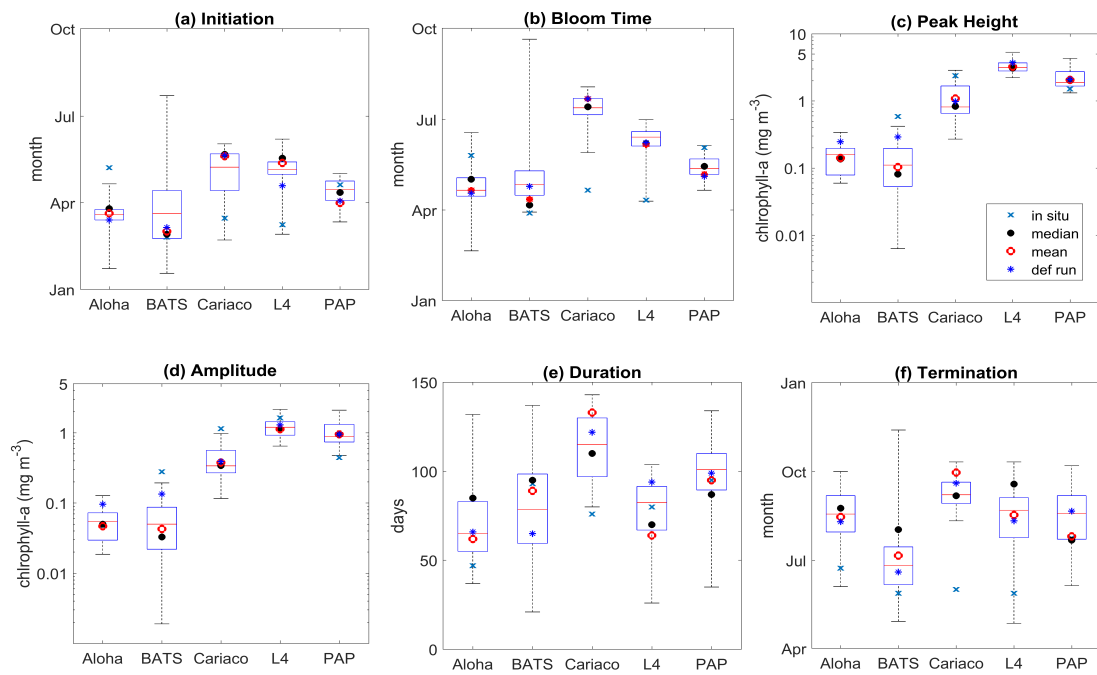 (a) Initiation
Oct
Jul
Apr
Jan
month
Aloha BATS Cariaco L4 PAP
(b) Bloom Time
Oct
Jul
Apr
Jan
month
Aloha BATS Cariaco L4 PAP
(c) Peak Height
10
1
0.1
0.01
chlrophyll-a (mg m⁻³)
in situ
median
mean
def run
Aloha BATS Cariaco L4 PAP
(d) Amplitude
5
1
0.1
0.01
chlrophyll-a (mg m⁻³)
Aloha BATS Cariaco L4 PAP
(e) Duration
150
100
50
0
days
Aloha BATS Cariaco L4 PAP
(f) Termination
Jan
Oct
Jul
Apr
month
Aloha BATS Cariaco L4 PAP